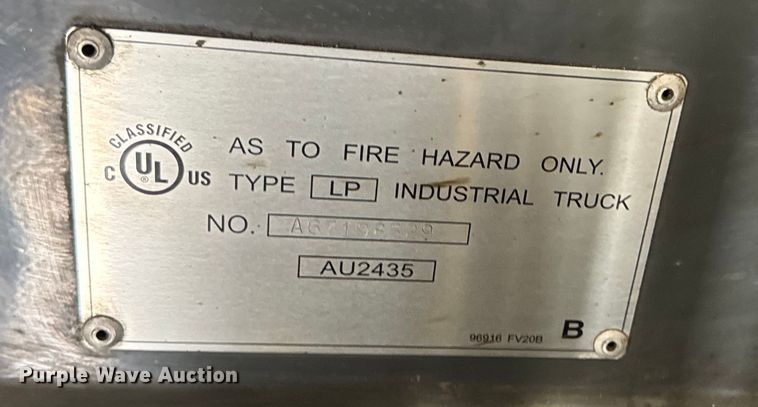 CLASSIFIED
C UL ® US
AS TO FIRE HAZARD ONLY.
TYPE LP INDUSTRIAL TRUCK
NO.
AU2435
96916 FV20B B
Purple Wave Auction